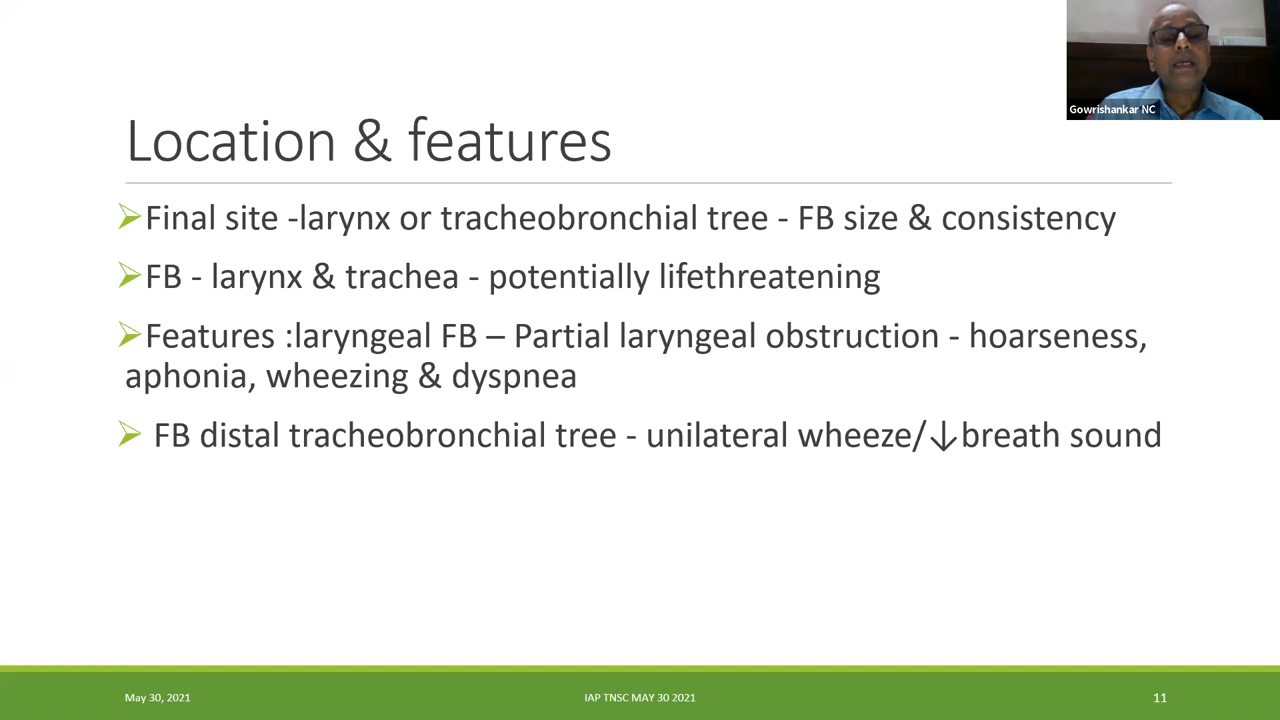 Gowrishankar NC
Location & features
Final site -larynx or tracheobronchial tree - FB size & consistency
FB - larynx & trachea - potentially lifethreatening
Features :laryngeal FB – Partial laryngeal obstruction - hoarseness,
aphonia, wheezing & dyspnea
FB distal tracheobronchial tree - unilateral wheeze/↓breath sound
May 30, 2021
IAP TNSC MAY 30 2021
11